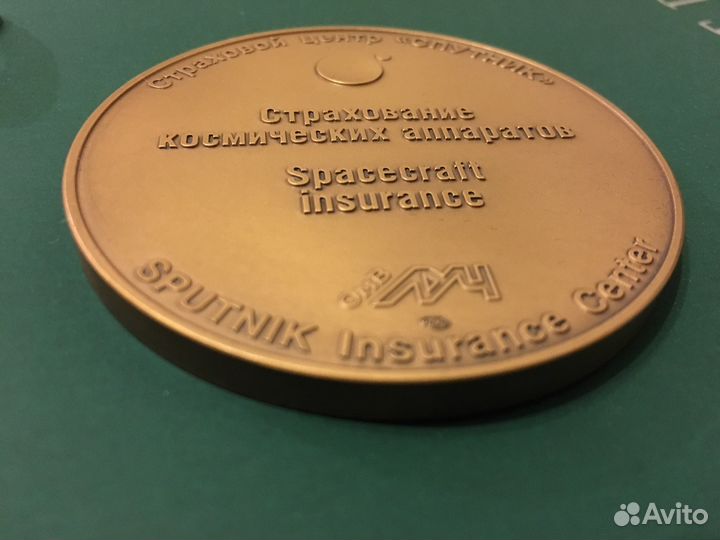 Страховой центр «СПУТНИК»
Страхование
космических аппаратов
Spacecraft
insurance
SPUTNIK Insurance Center
Avito